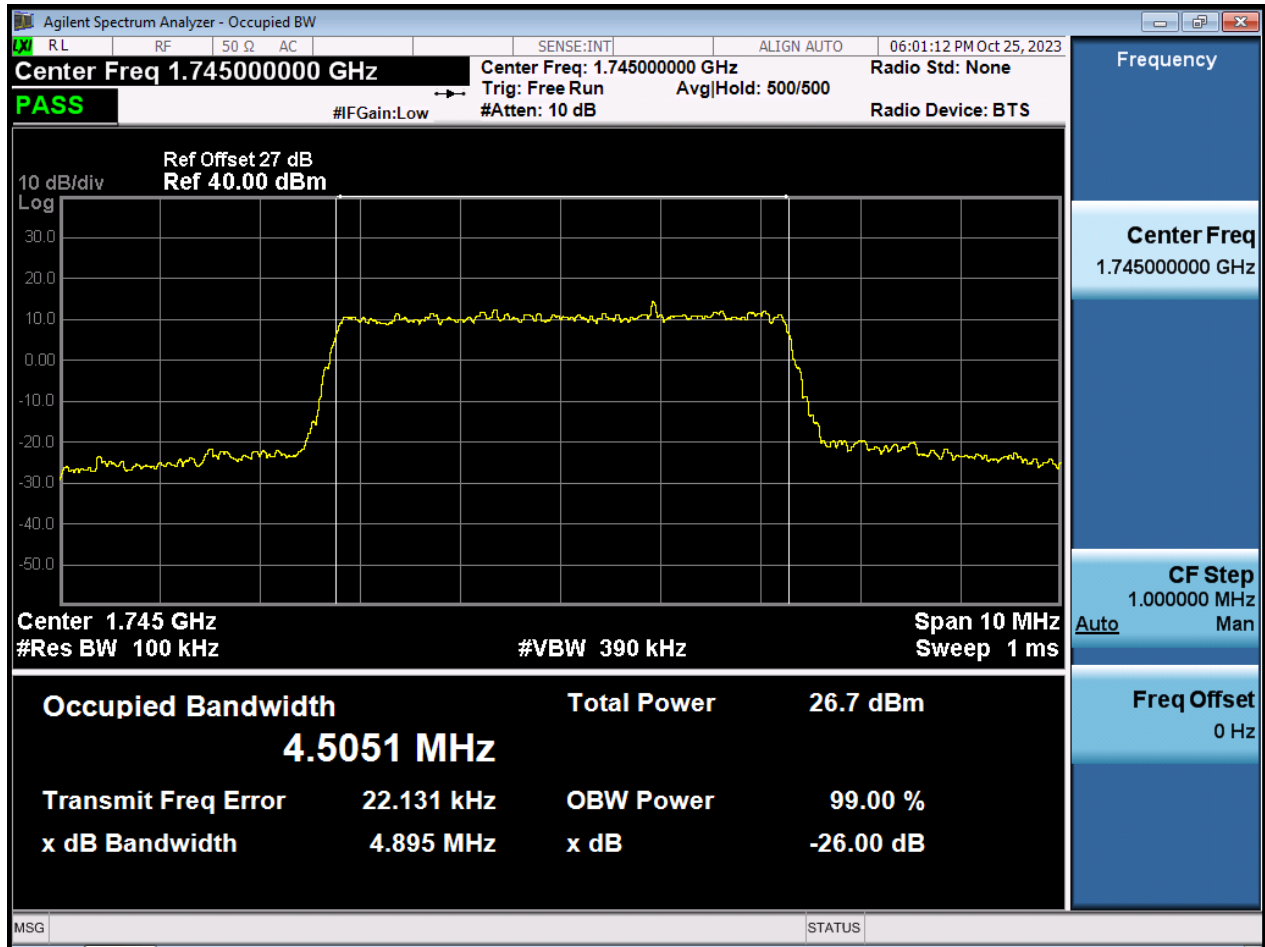 Agilent Spectrum Analyzer - Occupied BW
LXI RL RF 50 Ω AC SENSE:INT ALIGN AUTO 06:01:12 PM Oct 25, 2023
Center Freq 1.745000000 GHz
PASS
#IFGain:Low
Center Freq: 1.745000000 GHz
Trig: Free Run Avg|Hold: 500/500
#Atten: 10 dB
Radio Std: None
Radio Device: BTS
Ref Offset 27 dB
10 dB/div Ref 40.00 dBm
Log
30.0
20.0
10.0
0.00
-10.0
-20.0
-30.0
-40.0
-50.0
Center 1.745 GHz Span 10 MHz
#Res BW 100 kHz #VBW 390 kHz Sweep 1 ms
Occupied Bandwidth Total Power 26.7 dBm
4.5051 MHz
Transmit Freq Error 22.131 kHz OBW Power 99.00 %
x dB Bandwidth 4.895 MHz x dB -26.00 dB
MSG STATUS
Frequency
Center Freq
1.745000000 GHz
CF Step
1.000000 MHz
Auto Man
Freq Offset
0 Hz